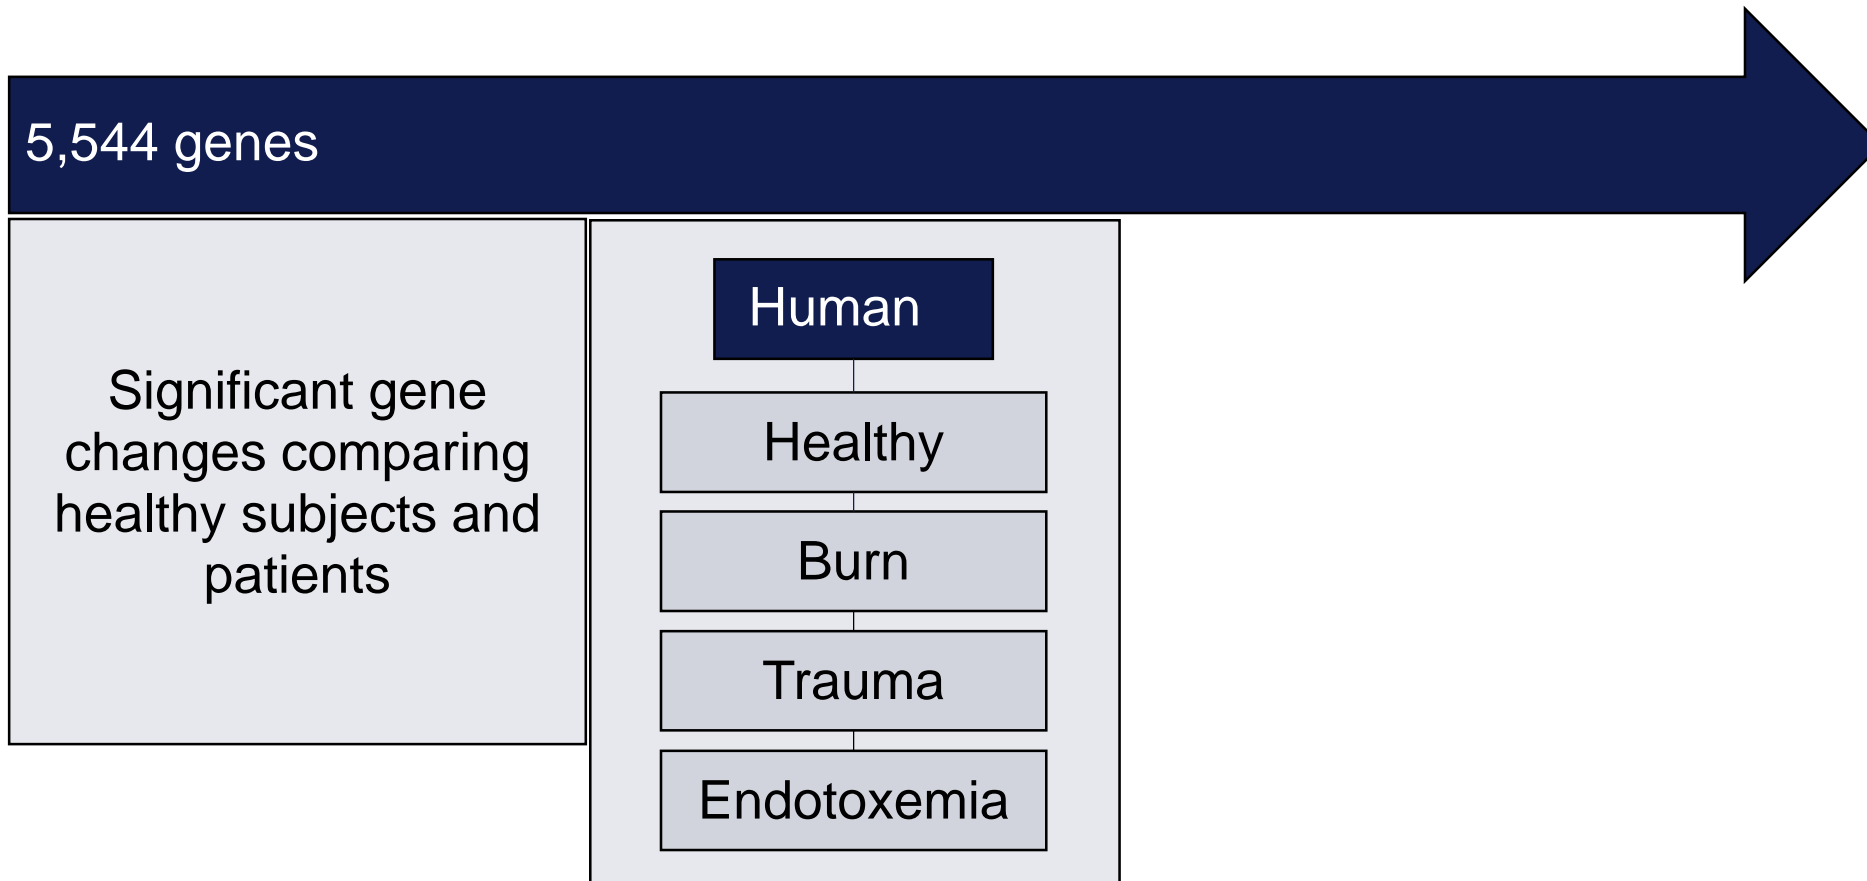 5,544 genes
Significant gene
changes comparing
healthy subjects and
patients
Human
Healthy
Burn
Trauma
Endotoxemia